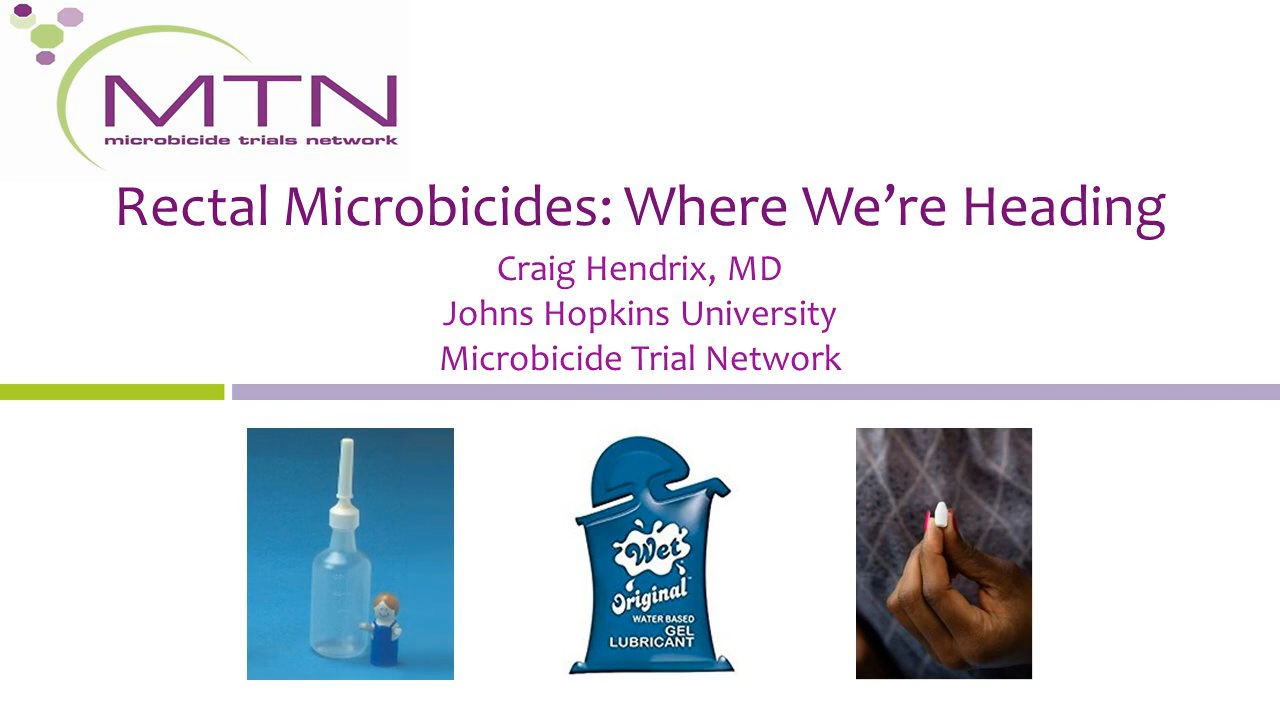 MTN
microbicide trials network
Rectal Microbicides: Where We’re Heading
Craig Hendrix, MD
Johns Hopkins University
Microbicide Trial Network
Wet
Original™
WATER BASED
GEL
LUBRICANT